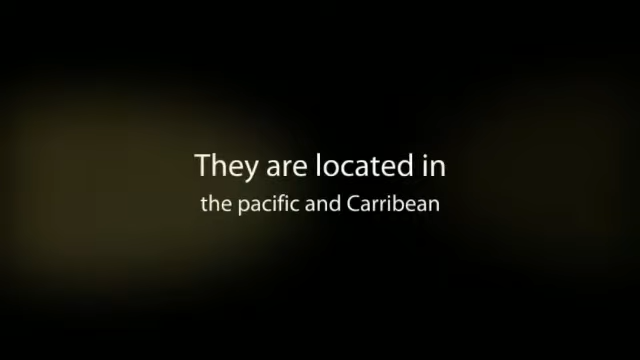 They are located in
the pacific and Carribean